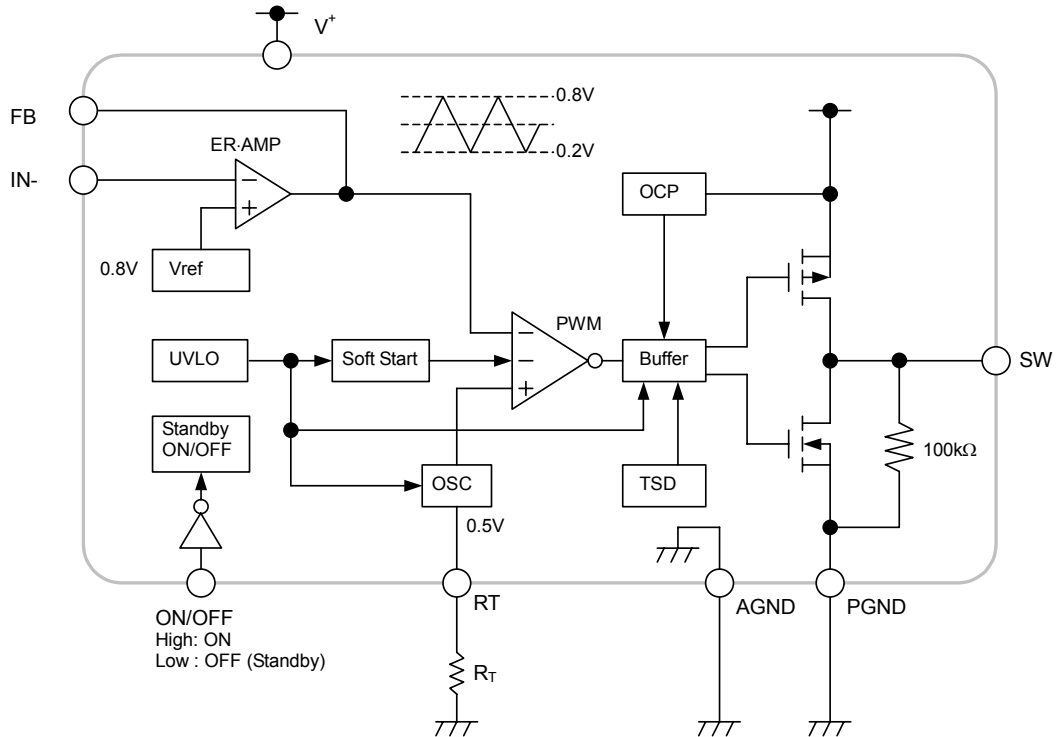 V+
FB
0.8V
ER·AMP
0.2V
IN-
−
+
OCP
0.8V
Vref
PWM
−
UVLO
Soft Start
−
Buffer
SW
+
Standby
ON/OFF
100kΩ
OSC
TSD
0.5V
RT
AGND
PGND
ON/OFF
High: ON
Low : OFF (Standby)
RT